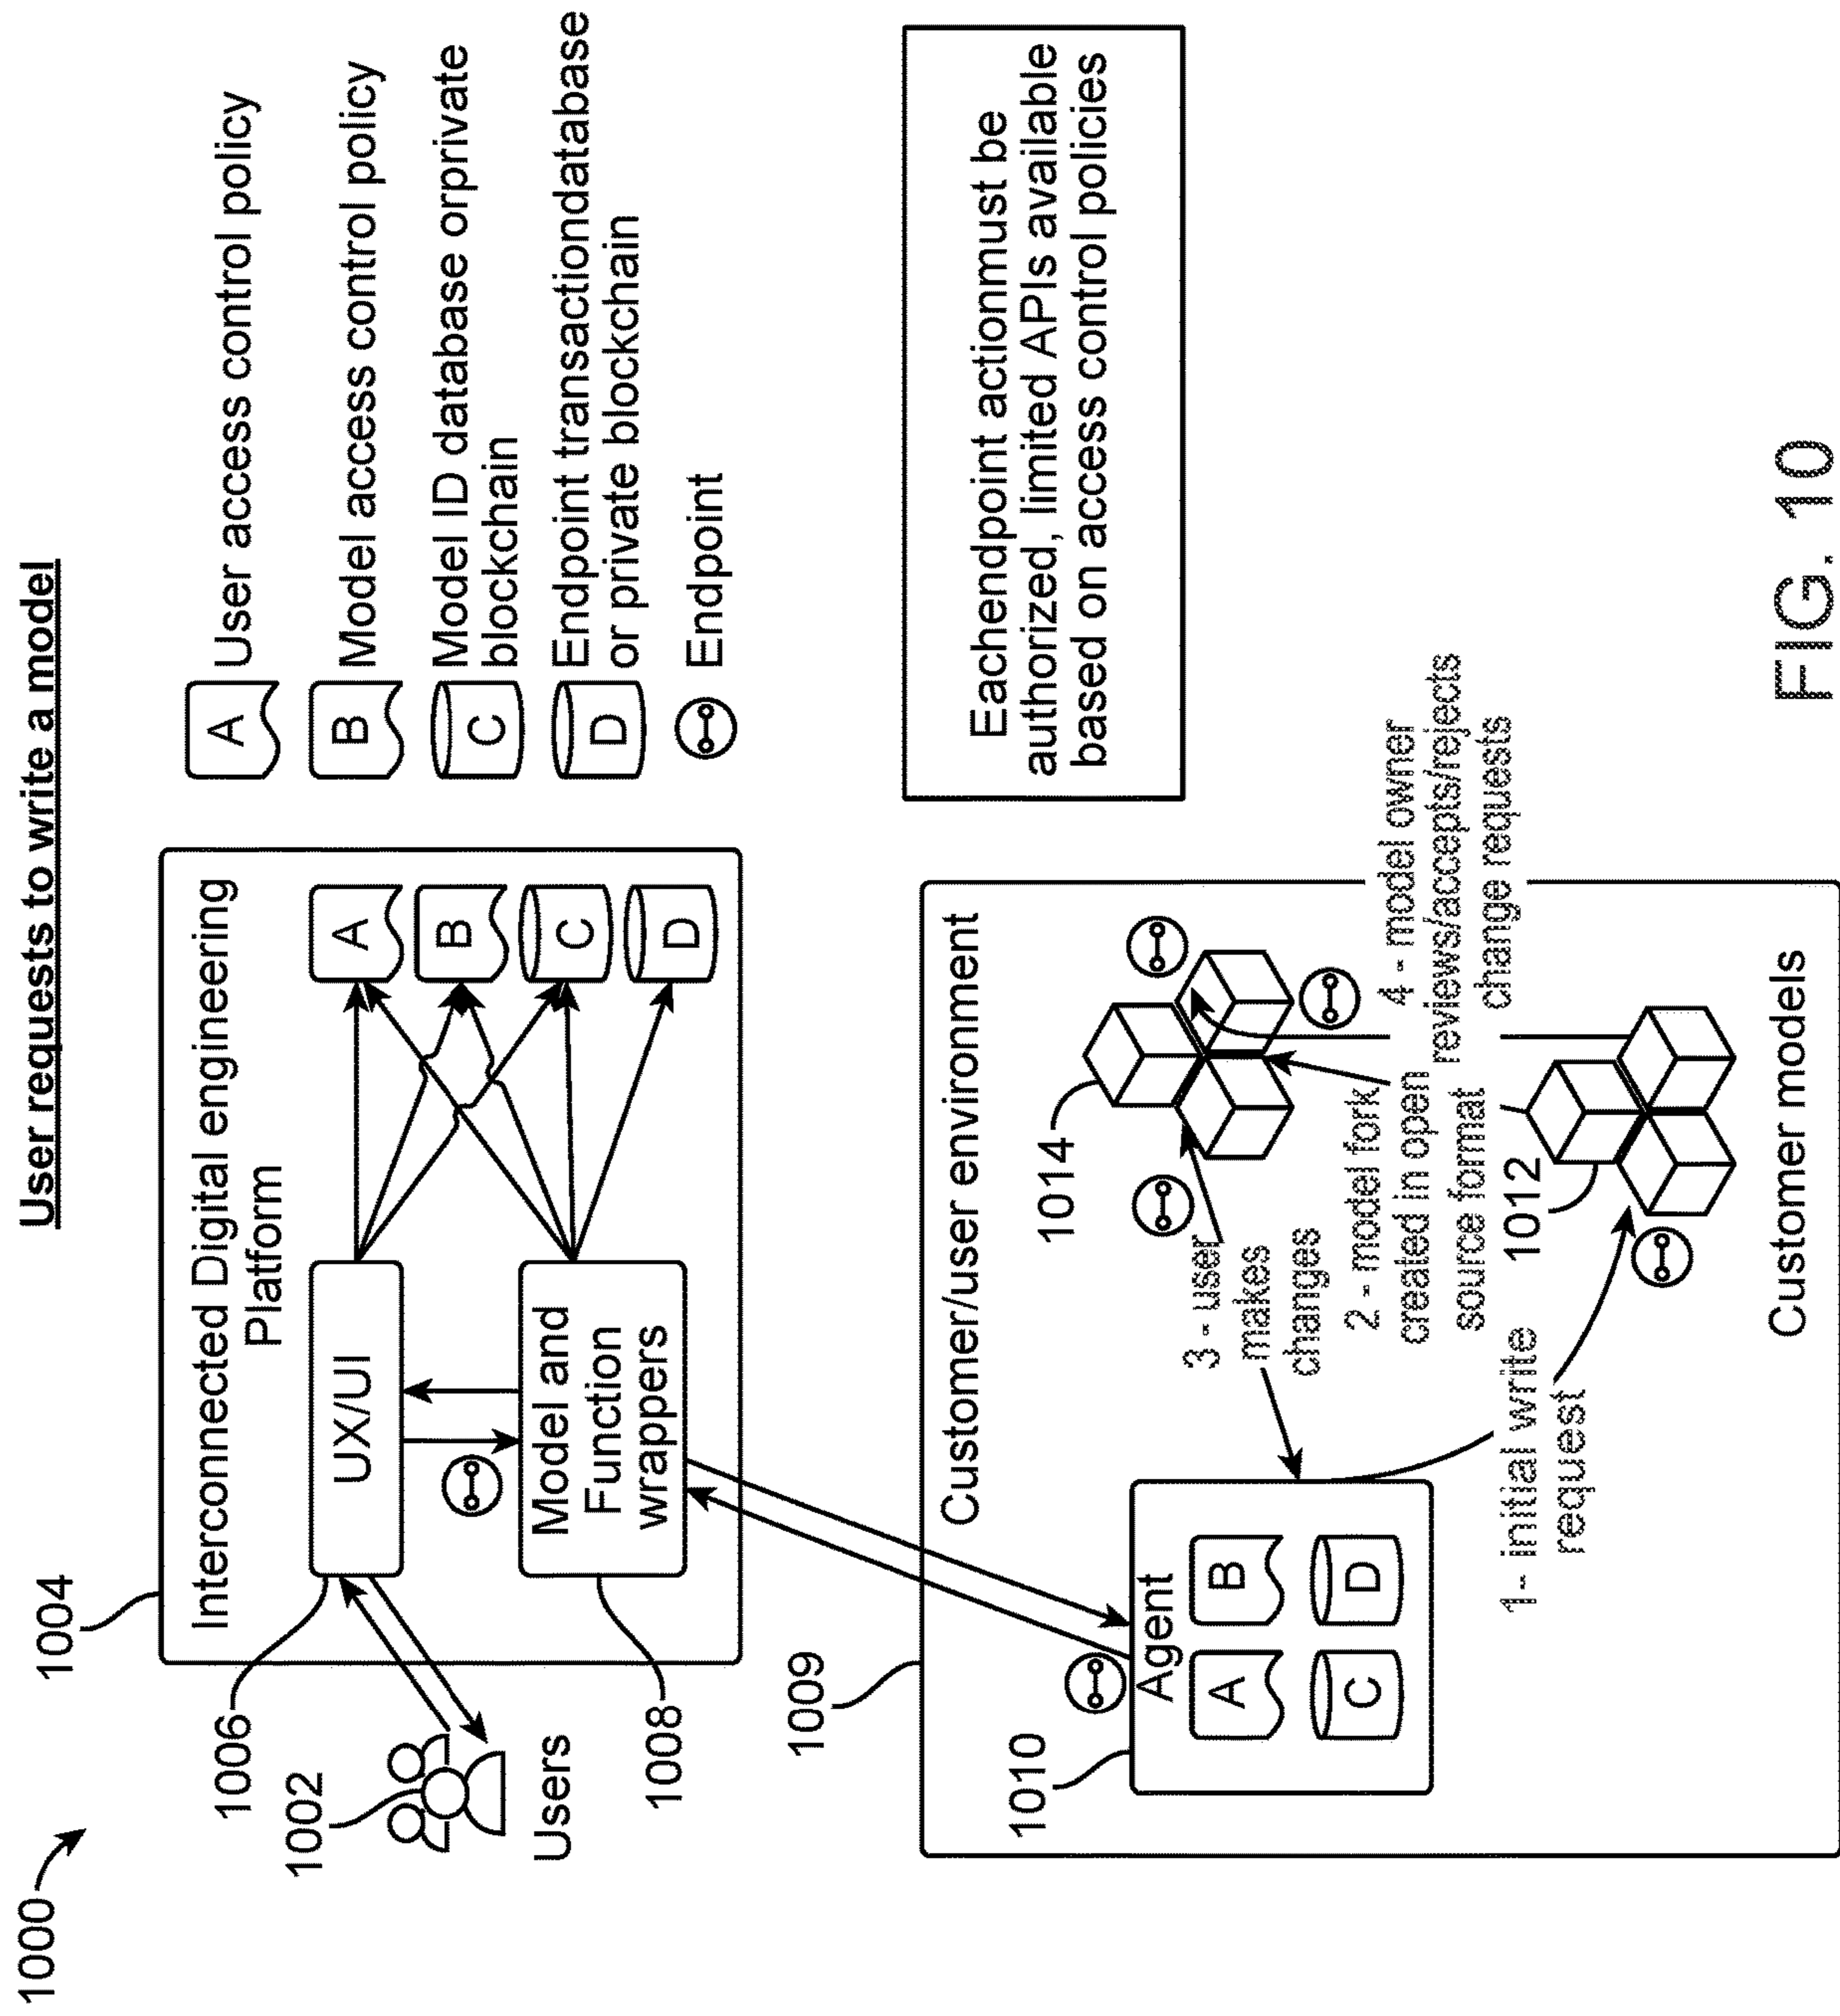 User requests to write a model
1000
1004
Interconnected Digital engineering
Platform
1006
UX/UI
1002
Users
Model and
Function
wrappers
1008
A
B
C
D
A
User access control policy
B
Model access control policy
C
Model ID database orprivate
blockchain
D
Endpoint transactiondatabase
or private blockchain
Endpoint
1009
Customer/user environment
1010
Agent
A
B
C
D
1014
3 - user
makes
changes
2 - model fork
created in open
source format
4 - model owner
reviews/accepts/rejects
change requests
1 - initial write
request
1012
Customer models
Eachendpoint actionmust be
authorized, limited APIs available
based on access control policies
FIG. 10